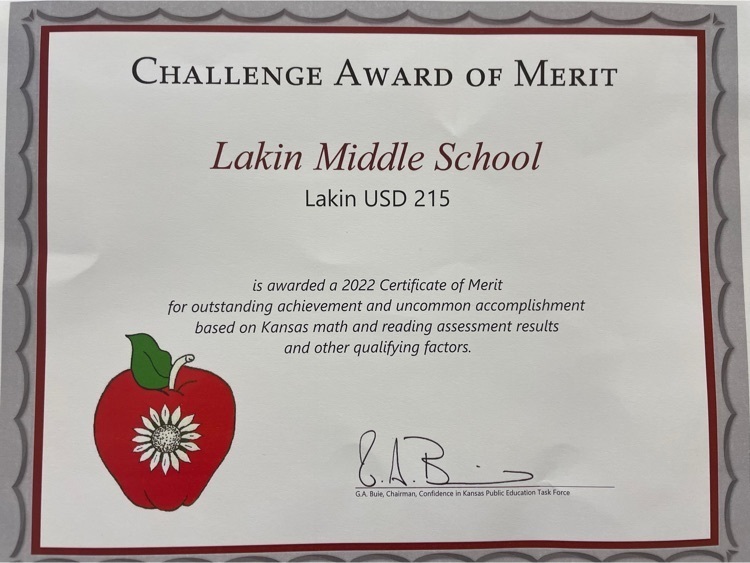 Challenge Award of Merit
Lakin Middle School
Lakin USD 215
is awarded a 2022 Certificate of Merit
for outstanding achievement and uncommon accomplishment
based on Kansas math and reading assessment results
and other qualifying factors.
G.A. Buie
G.A. Buie, Chairman, Confidence in Kansas Public Education Task Force